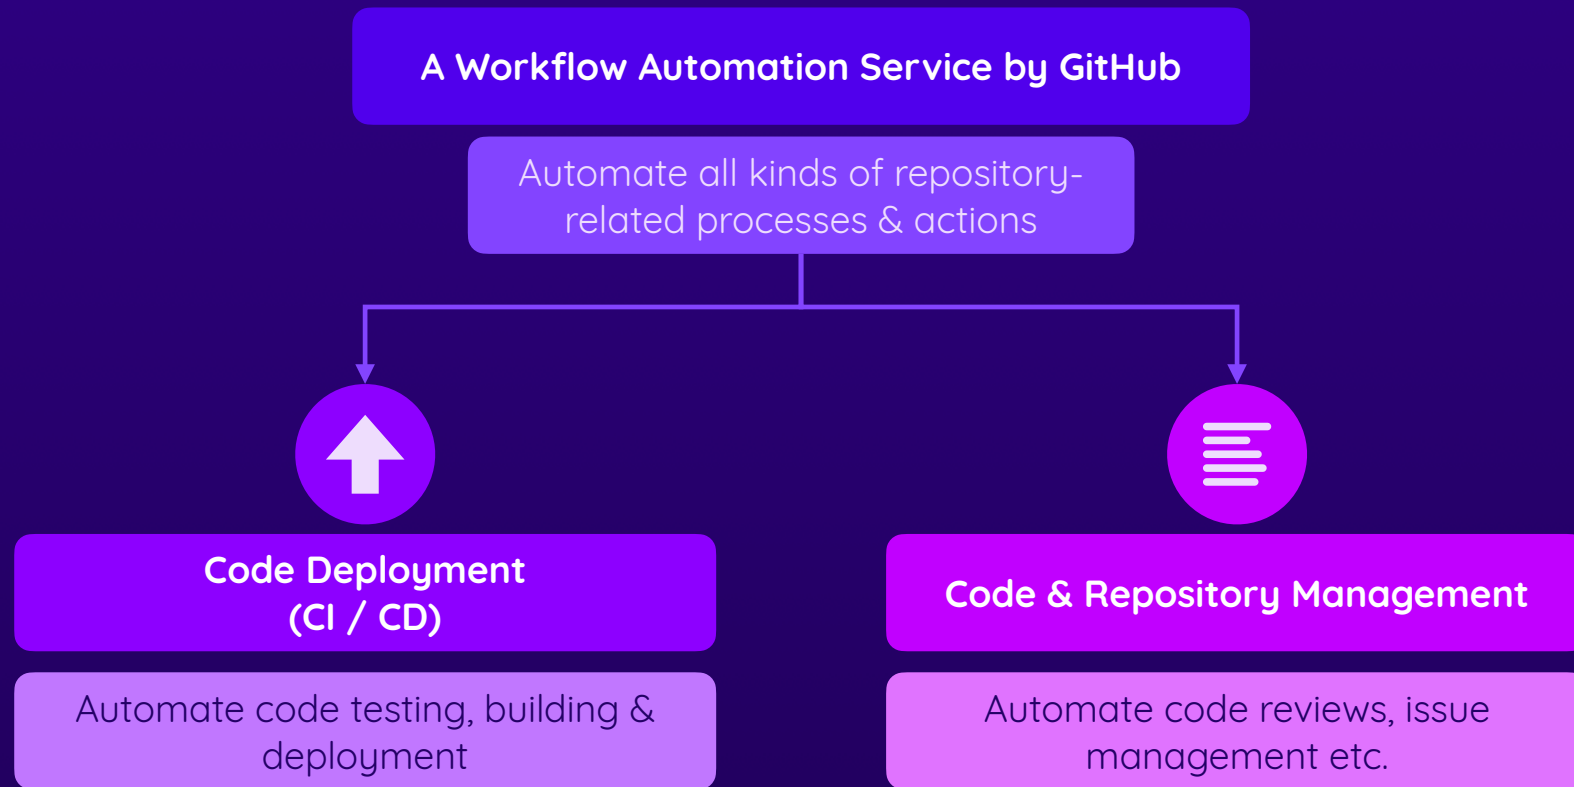 A Workflow Automation Service by GitHub
Automate all kinds of repository-
related processes & actions
Code Deployment
(CI / CD)
Automate code testing, building &
deployment
Code & Repository Management
Automate code reviews, issue
management etc.